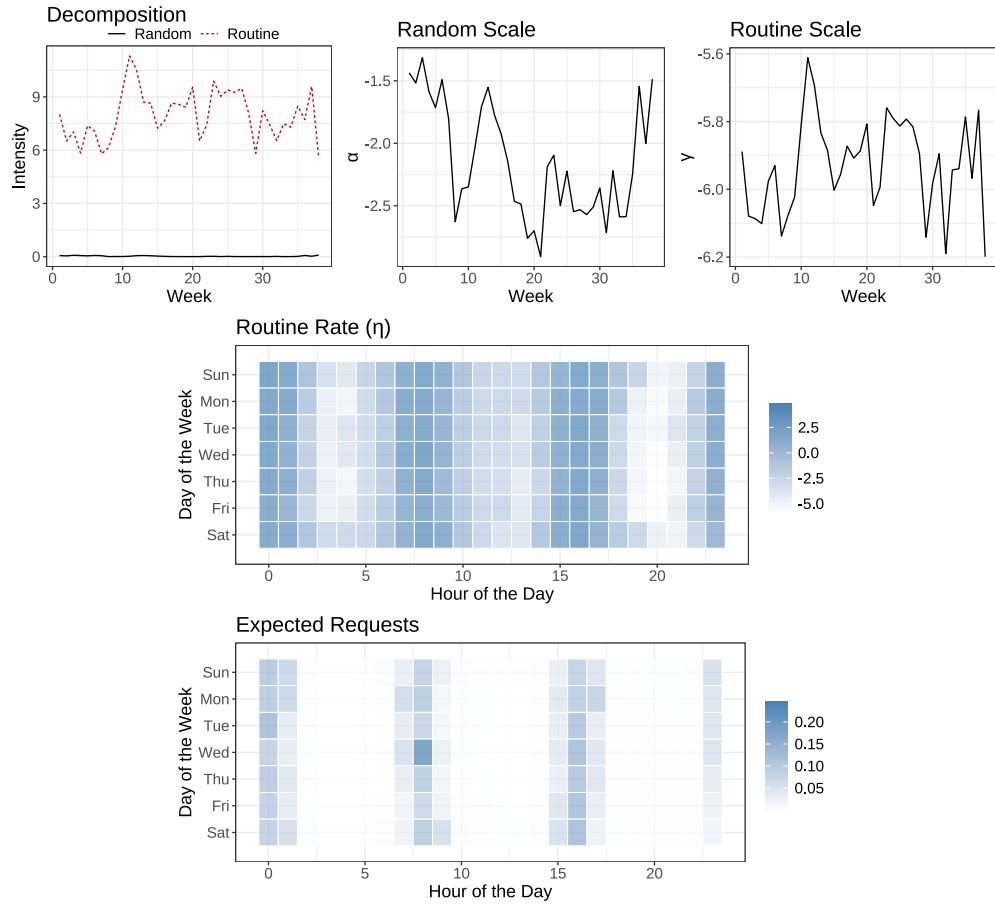 Decomposition
Random Routine
Intensity
9
6
3
0
0 10 20 30
Week
Random Scale
α
-1.5
-2.0
-2.5
0 10 20 30
Week
Routine Scale
γ
-5.6
-5.8
-6.0
-6.2
0 10 20 30
Week
Routine Rate (η)
Day of the Week
Sun
Mon
Tue
Wed
Thu
Fri
Sat
0 5 10 15 20
Hour of the Day
2.5
0.0
-2.5
-5.0
Expected Requests
Day of the Week
Sun
Mon
Tue
Wed
Thu
Fri
Sat
0 5 10 15 20
Hour of the Day
0.20
0.15
0.10
0.05